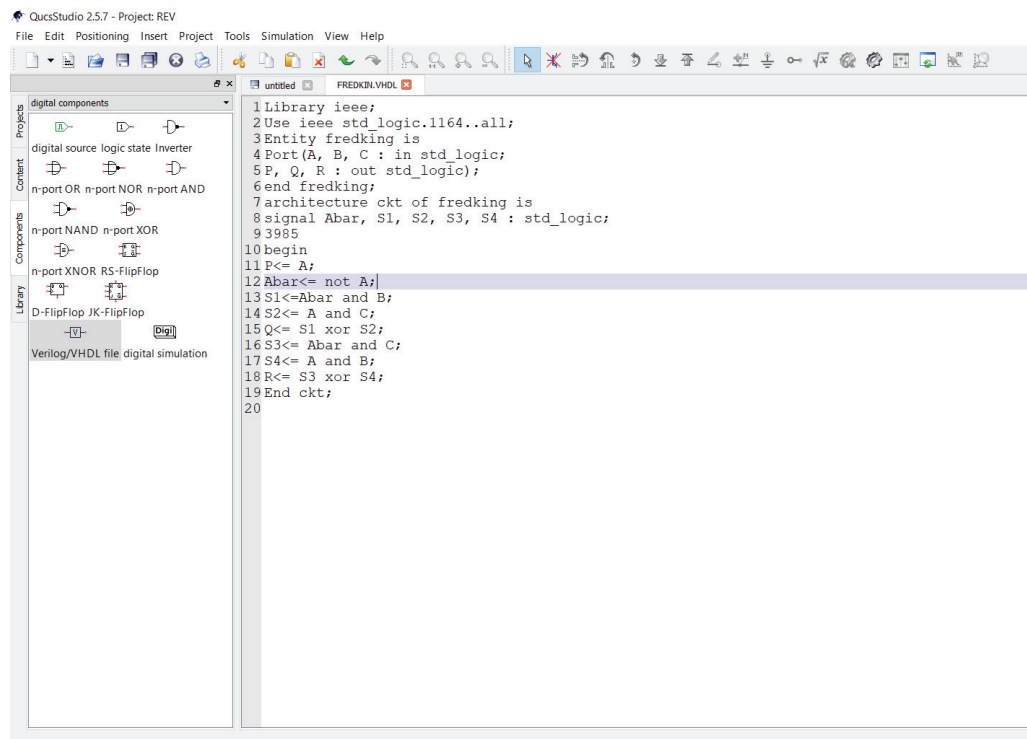 QucsStudio 2.5.7 - Project: REV
File Edit Positioning Insert Project Tools Simulation View Help
untitled FREDKIN.VHDL
Projects
Content
Components
Library
digital components
digital source logic state Inverter
n-port OR n-port NOR n-port AND
n-port NAND n-port XOR
n-port XNOR RS-FlipFlop
D-FlipFlop JK-FlipFlop
Digi
Verilog/VHDL file digital simulation
1 Library ieee;
2 Use ieee std_logic.1164..all;
3 Entity fredking is
4 Port(A, B, C : in std_logic;
5 P, Q, R : out std_logic);
6 end fredking;
7 architecture ckt of fredking is
8 signal Abar, S1, S2, S3, S4 : std_logic;
9 3985
10 begin
11 P<= A;
12 Abar<= not A;
13 S1<=Abar and B;
14 S2<= A and C;
15 Q<= S1 xor S2;
16 S3<= Abar and C;
17 S4<= A and B;
18 R<= S3 xor S4;
19 End ckt;
20